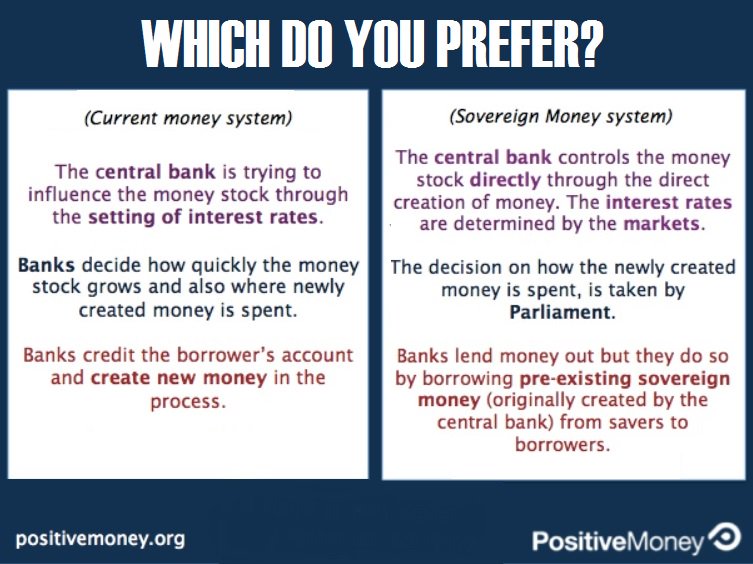 WHICH DO YOU PREFER?
(Current money system)
The central bank is trying to
influence the money stock through
the setting of interest rates.
Banks decide how quickly the money
stock grows and also where newly
created money is spent.
Banks credit the borrower's account
and create new money in the
process.
(Sovereign Money system)
The central bank controls the money
stock directly through the direct
creation of money. The interest rates
are determined by the markets.
The decision on how the newly created
money is spent, is taken by
Parliament.
Banks lend money out but they do so
by borrowing pre-existing sovereign
money (originally created by the
central bank) from savers to
borrowers.
positivemoney.org
PositiveMoney